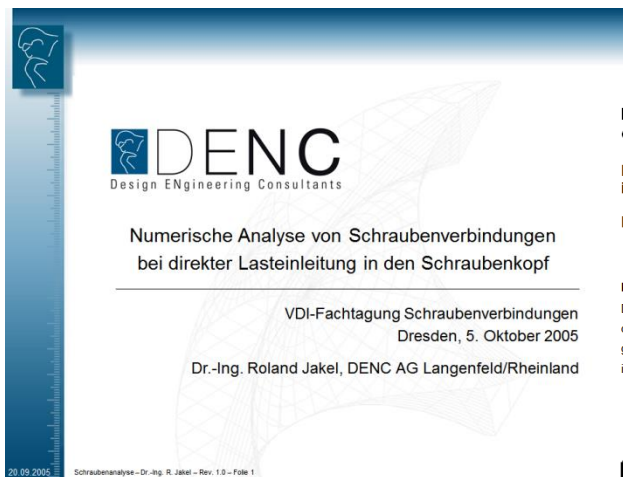 DENC
Design ENgineering Consultants
Numerische Analyse von Schraubenverbindungen
bei direkter Lasteinleitung in den Schraubenkopf
VDI-Fachtagung Schraubenverbindungen
Dresden, 5. Oktober 2005
Dr.-Ing. Roland Jakel, DENC AG Langenfeld/Rheinland
20.09.2005
Schraubenanalyse – Dr.-Ing. R. Jakel – Rev. 1.0 – Folie 1